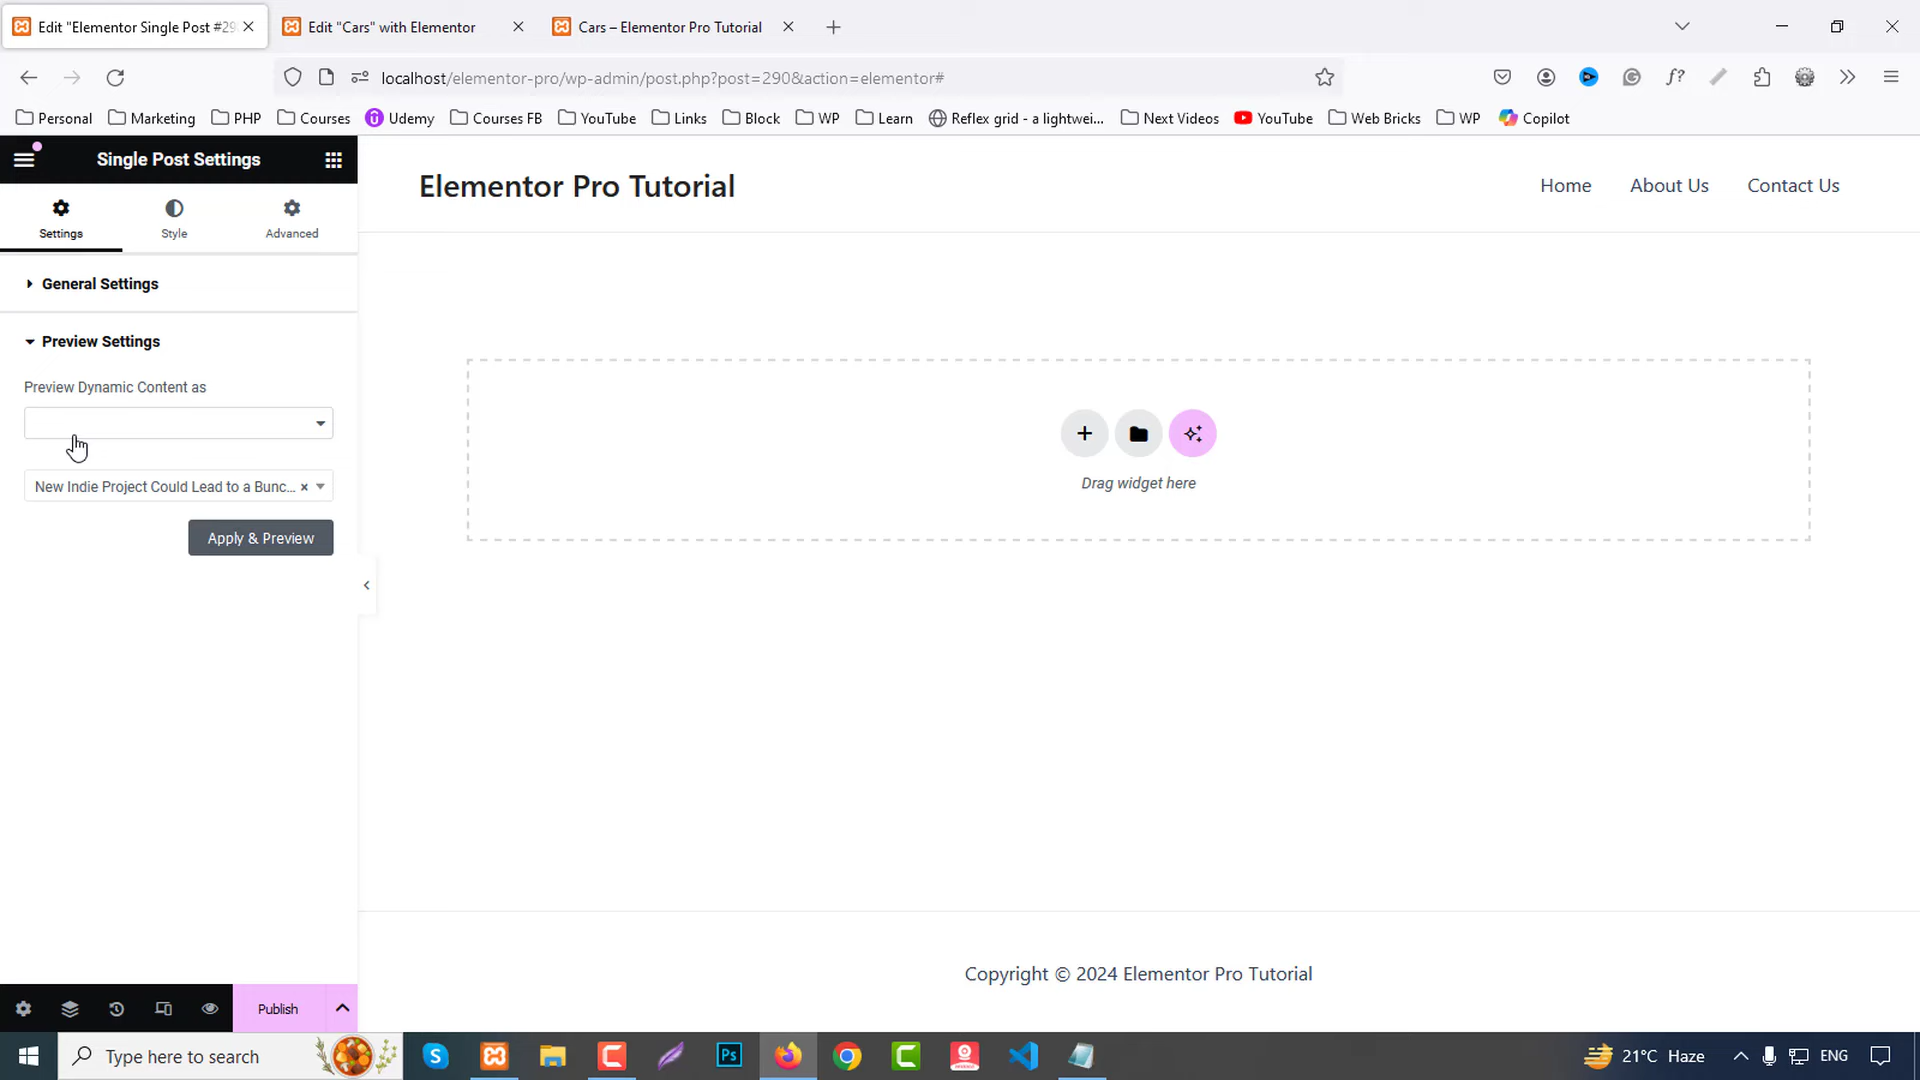 Edit "Elementor Single Post #29
Edit "Cars" with Elementor
Cars – Elementor Pro Tutorial
localhost/elementor-pro/wp-admin/post.php?post=290&action=elementor#
Personal
Marketing
PHP
Courses
Udemy
Courses FB
YouTube
Links
Block
WP
Learn
Reflex grid - a lightwei...
Next Videos
YouTube
Web Bricks
WP
Copilot
Single Post Settings
Settings
Style
Advanced
General Settings
Preview Settings
Preview Dynamic Content as
New Indie Project Could Lead to a Bunc...
Apply & Preview
Publish
Elementor Pro Tutorial
Home
About Us
Contact Us
Drag widget here
Copyright © 2024 Elementor Pro Tutorial
Type here to search
21°C Haze
ENG